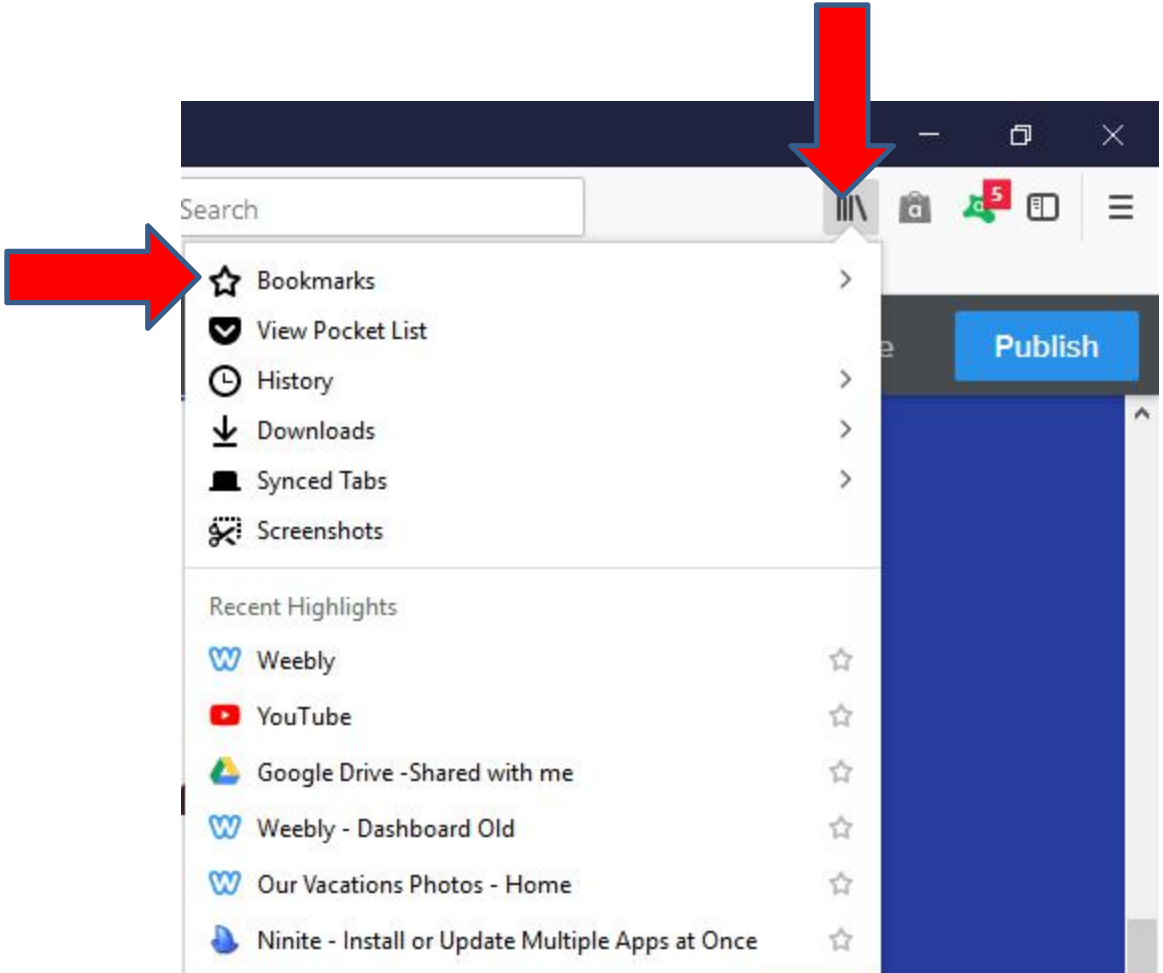 5
Search
a
a
Bookmarks
View Pocket List
e
Publish
History
Downloads
Synced Tabs
Screenshots
Recent Highlights
Weebly
YouTube
Google Drive -Shared with me
Weebly - Dashboard Old
Our Vacations Photos - Home
Ninite - Install or Update Multiple Apps at Once